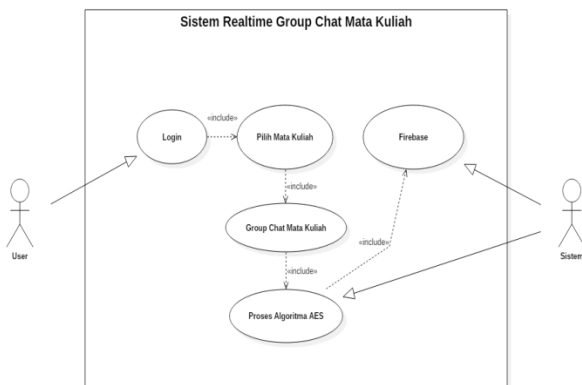 Sistem Realtime Group Chat Mata Kuliah
«include»
Login
Pilih Mata Kuliah
Firebase
«include»
Group Chat Mata Kuliah
«include»
«include»
User
Sistem
Proses Algoritma AES